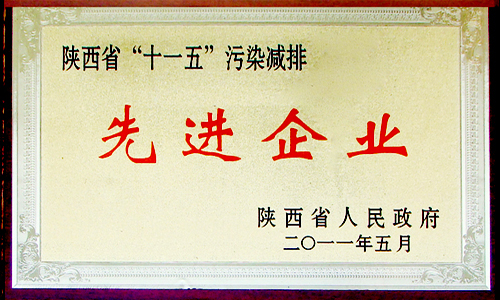 陕西省“十一五”污染减排
先进企业
陕西省人民政府
二〇一一年五月